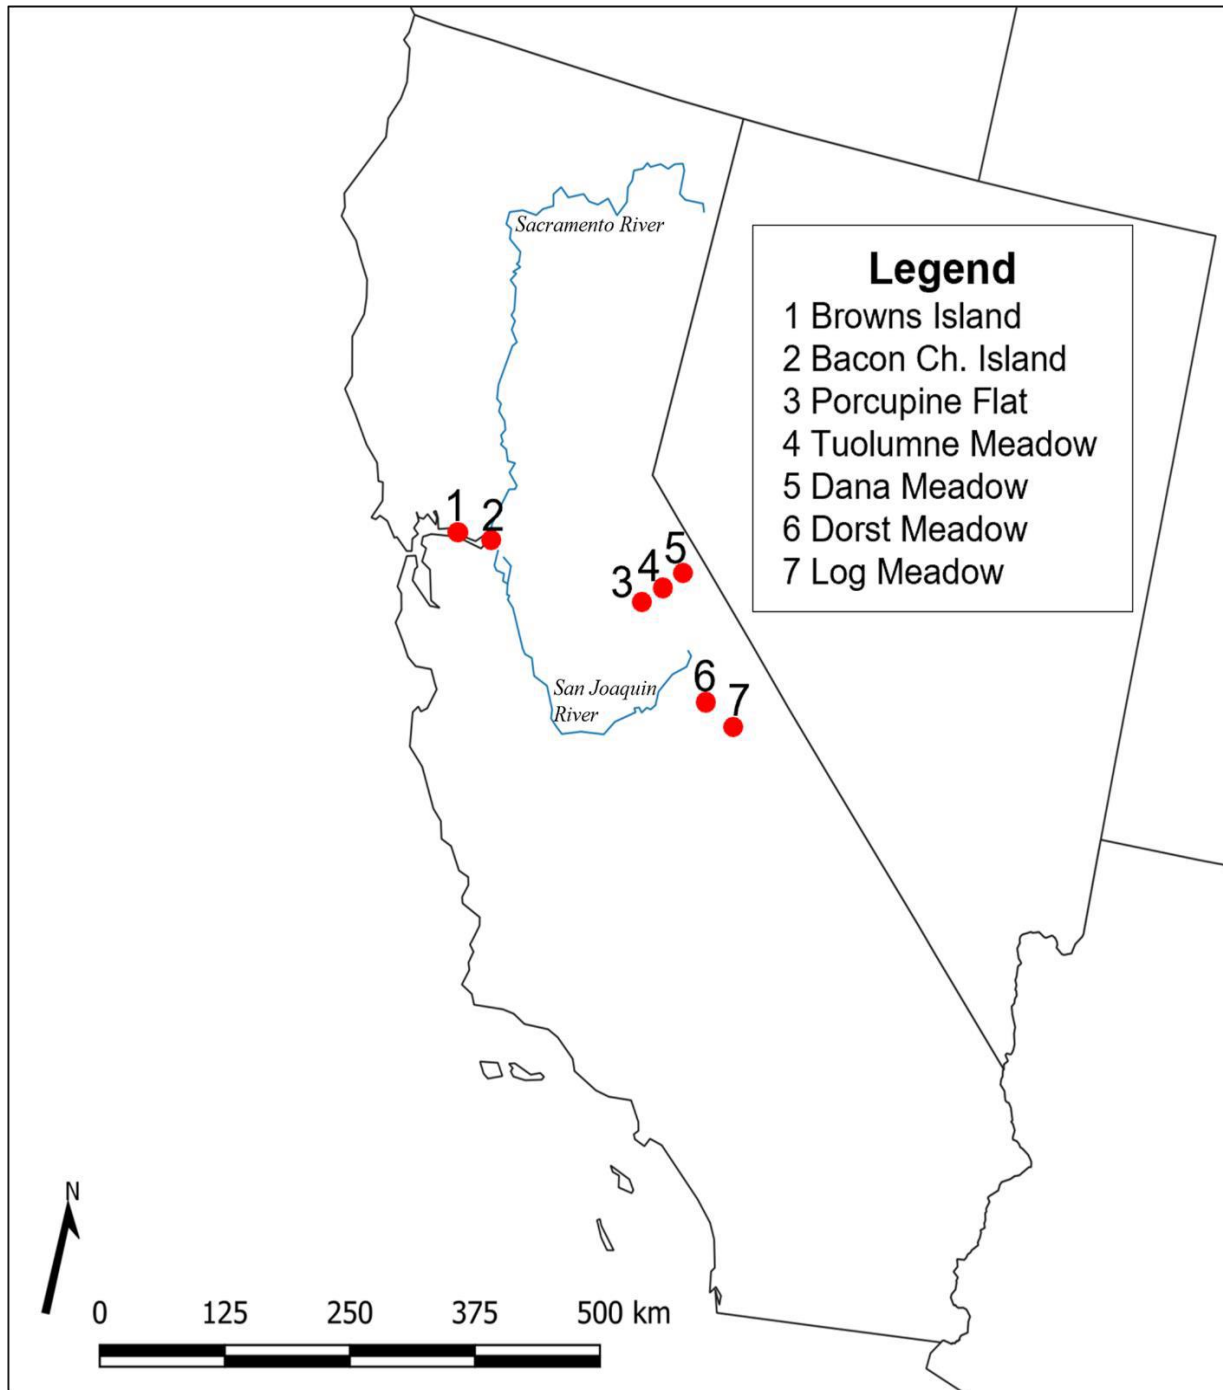 Sacramento River
Legend
1 Browns Island
2 Bacon Ch. Island
3 Porcupine Flat
4 Tuolumne Meadow
5 Dana Meadow
6 Dorst Meadow
7 Log Meadow
1
2
3
4
5
San Joaquin
River
6
7
N
0 125 250 375 500 km